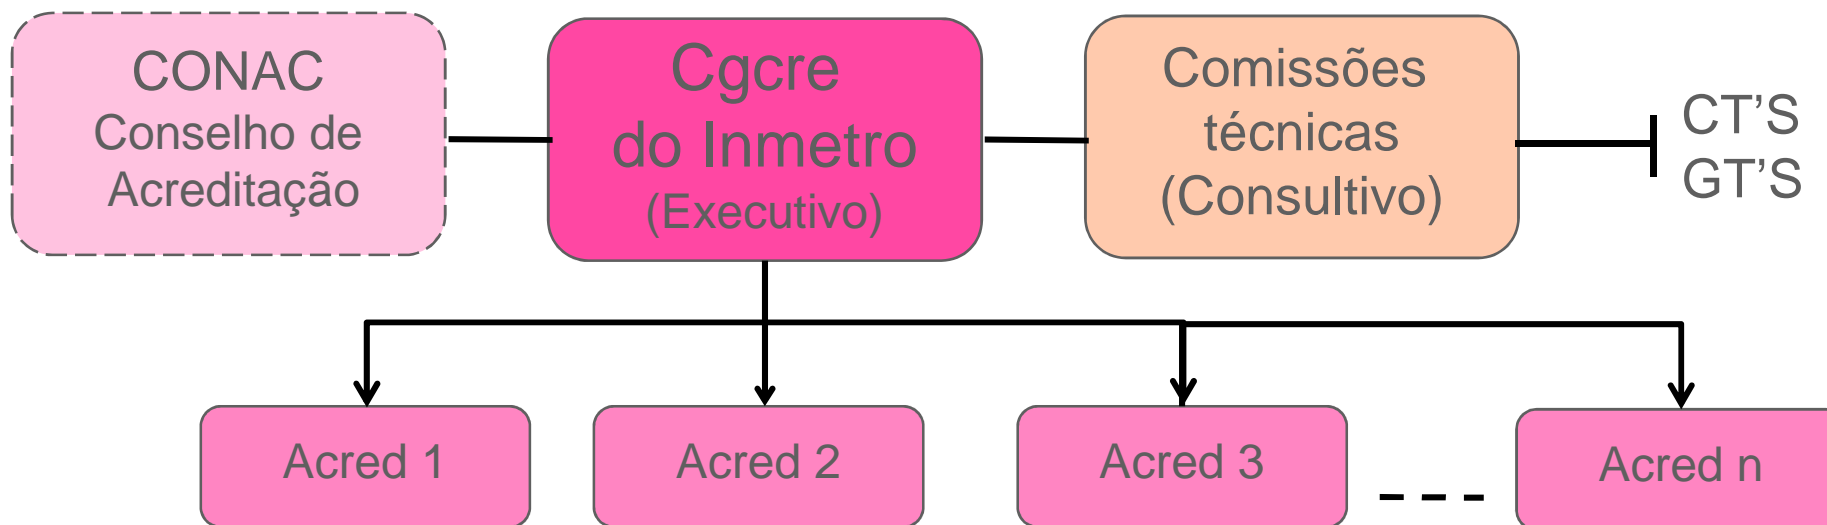 CONAC
Conselho de
Acreditação
Cgcre
do Inmetro
(Executivo)
Comissões
técnicas
(Consultivo)
CT’S
GT’S
Acred 1
Acred 2
Acred 3
Acred n